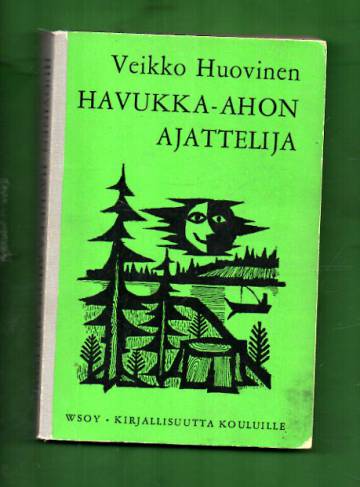 Veikko Huovinen
HAVUKKA-AHON
AJATTELIJA
WSOY • KIRJALLISUUTTA KOULUILLE